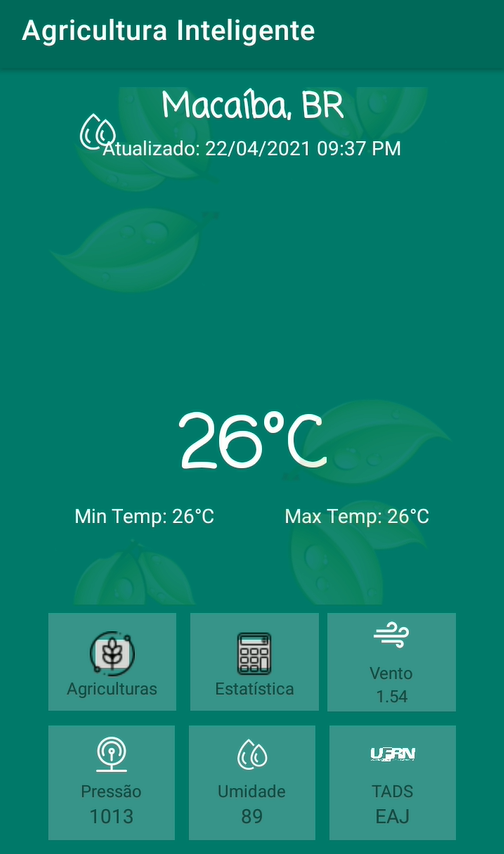 Agricultura Inteligente
Macaíba, BR
Atualizado: 22/04/2021 09:37 PM
26°C
Min Temp: 26°C Max Temp: 26°C
Agriculturas Estatística Vento
1.54
UFRN
Pressão Umidade TADS
1013 89 EAJ